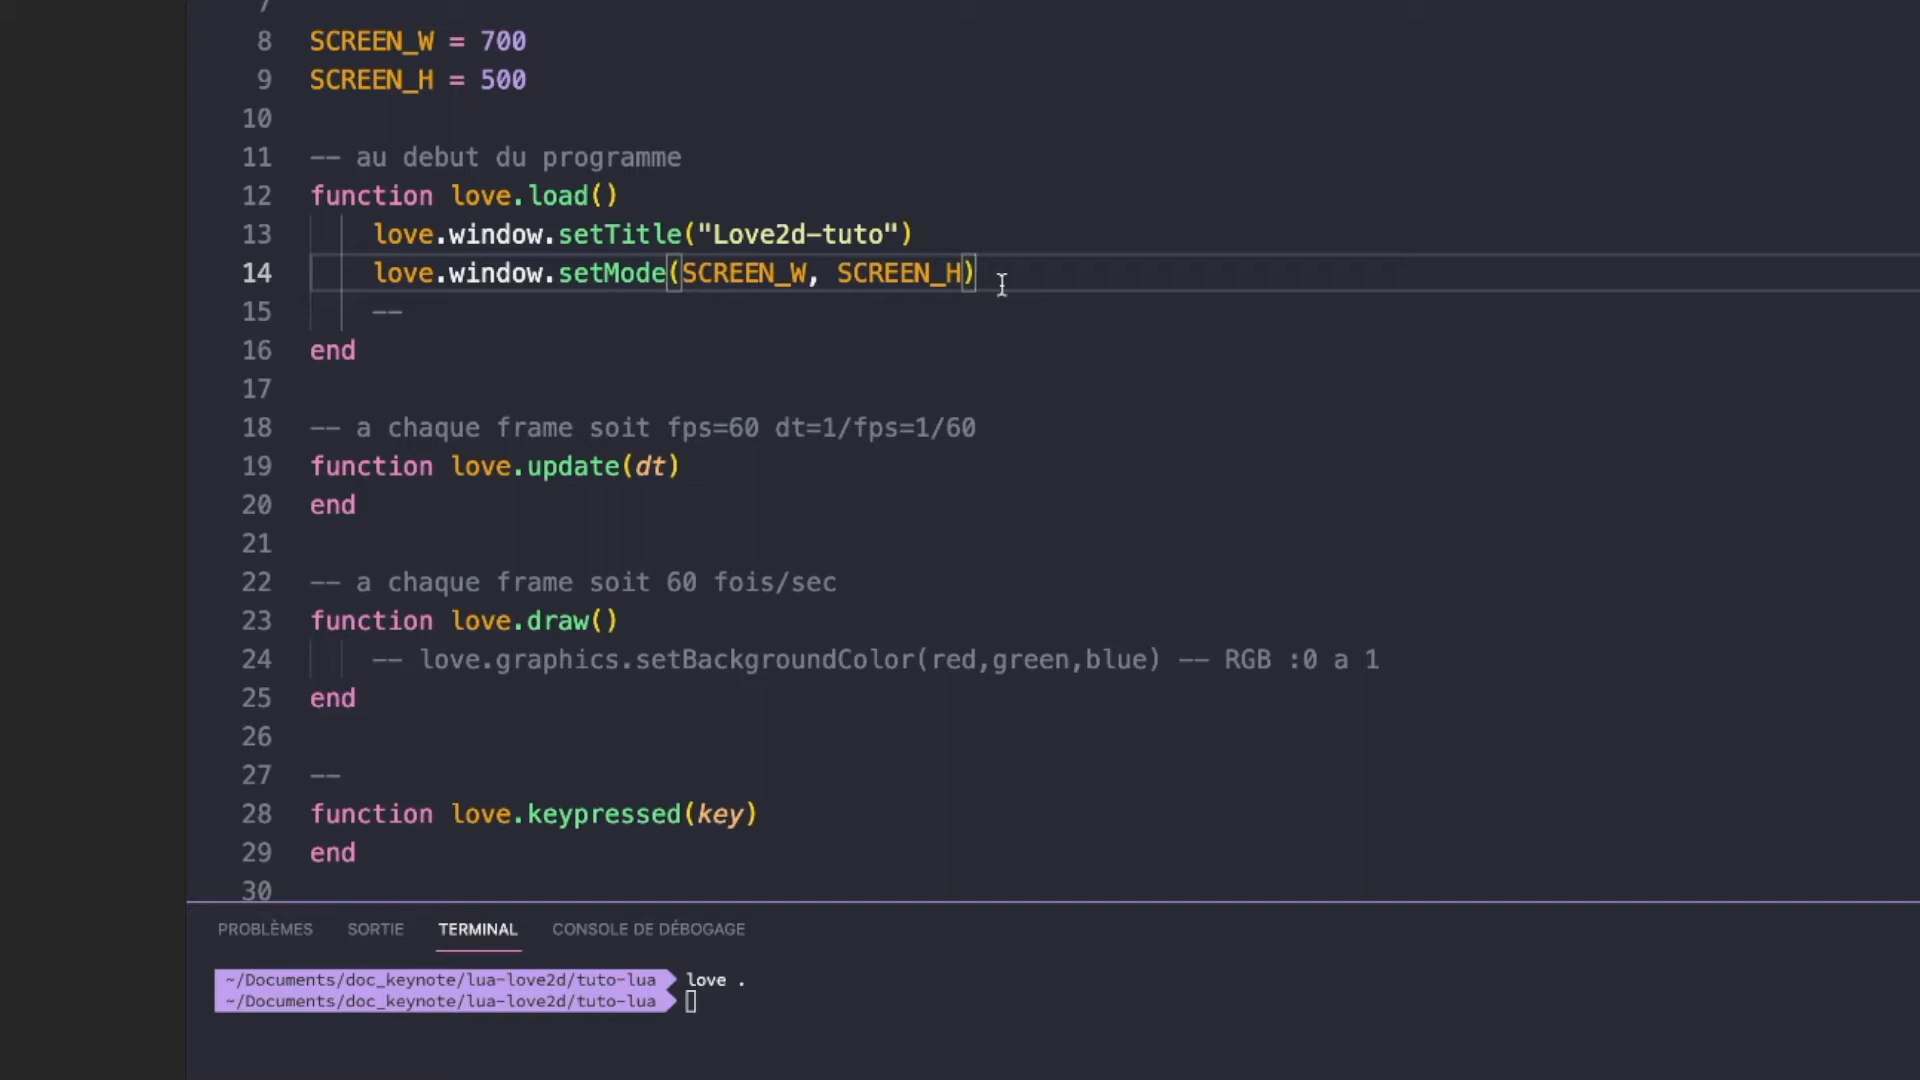 7
8 SCREEN_W = 700
9 SCREEN_H = 500
10
11 -- au debut du programme
12 function love.load()
13 love.window.setTitle("Love2d-tuto")
14 love.window.setMode(SCREEN_W, SCREEN_H)
15 --
16 end
17
18 -- a chaque frame soit fps=60 dt=1/fps=1/60
19 function love.update(dt)
20 end
21
22 -- a chaque frame soit 60 fois/sec
23 function love.draw()
24 -- love.graphics.setBackgroundColor(red,green,blue) -- RGB :0 a 1
25 end
26
27 --
28 function love.keypressed(key)
29 end
30
PROBLÈMES SORTIE TERMINAL CONSOLE DE DÉBOGAGE
~/Documents/doc_keynote/lua-love2d/tuto-lua love .
~/Documents/doc_keynote/lua-love2d/tuto-lua